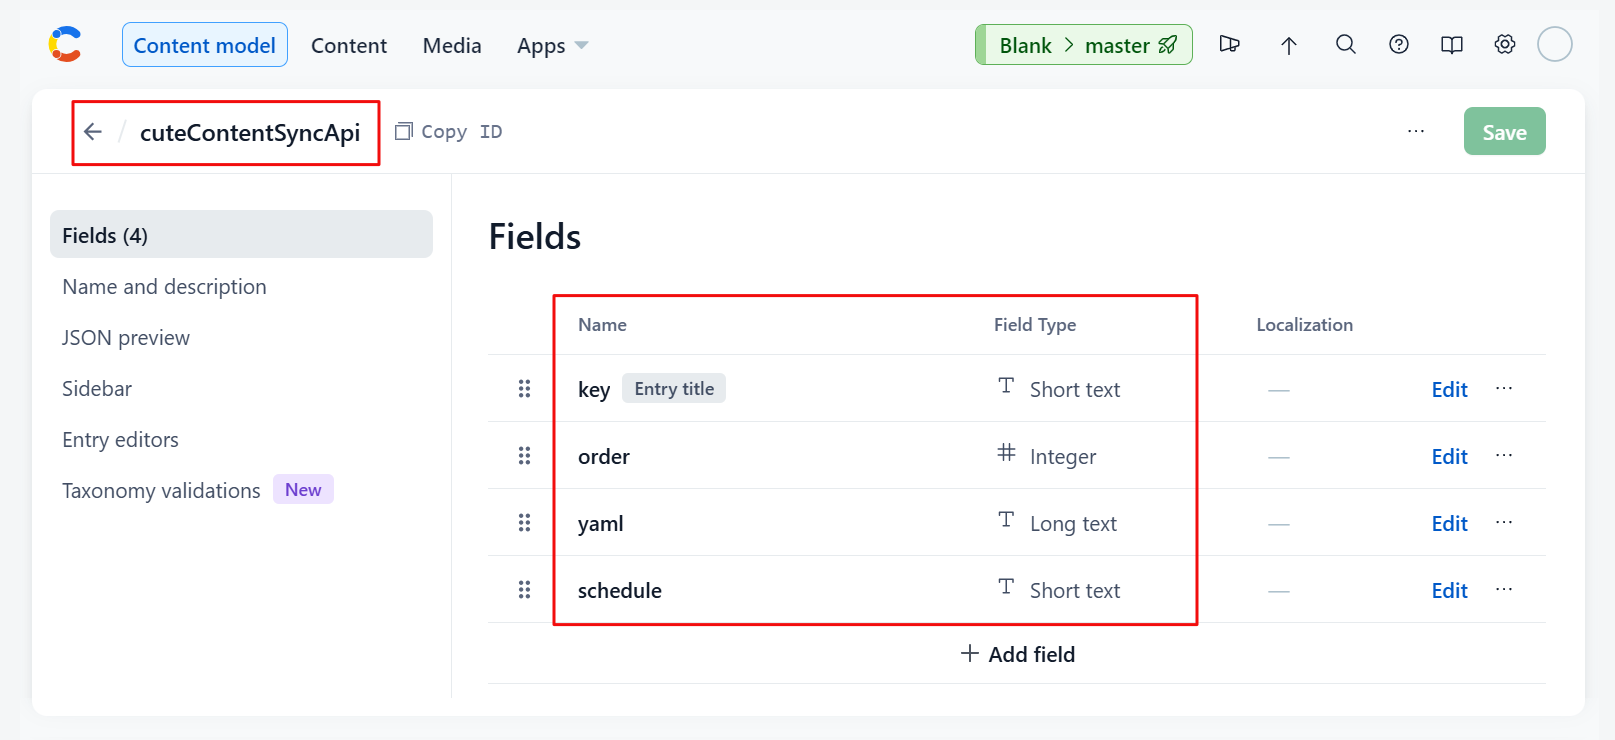 Content model Content Media Apps Blank > master
/ cuteContentSyncApi Copy ID ... Save
Fields (4)
Name and description
JSON preview
Sidebar
Entry editors
Taxonomy validations New
Fields
Name Field Type Localization
key Entry title T Short text — Edit ...
order # Integer — Edit ...
yaml T Long text — Edit ...
schedule T Short text — Edit ...
+ Add field